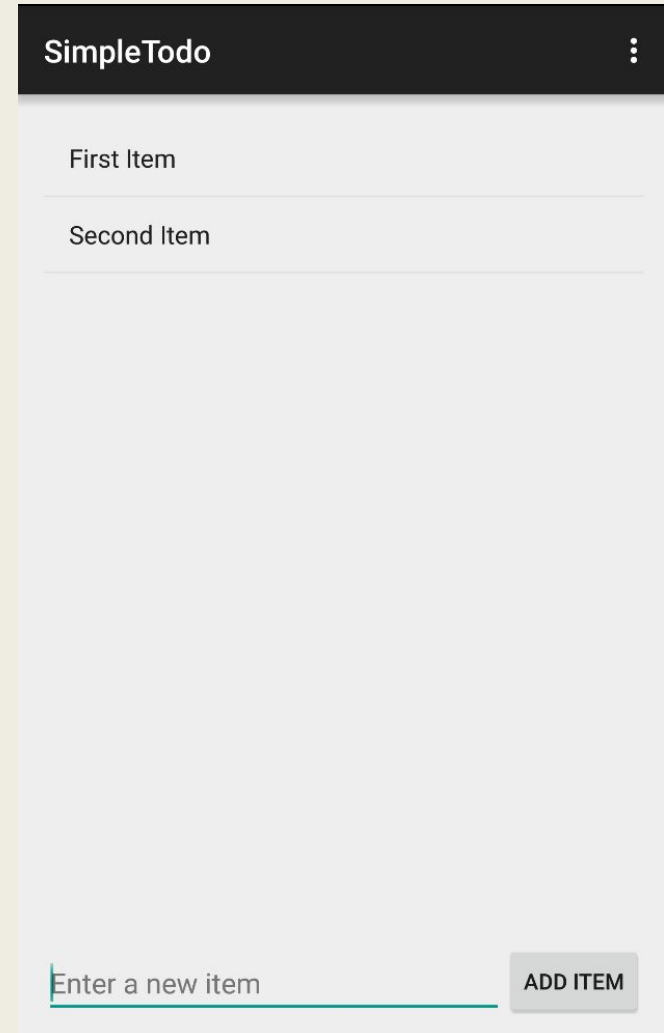 SimpleTodo
First Item
Second Item
Enter a new item
ADD ITEM